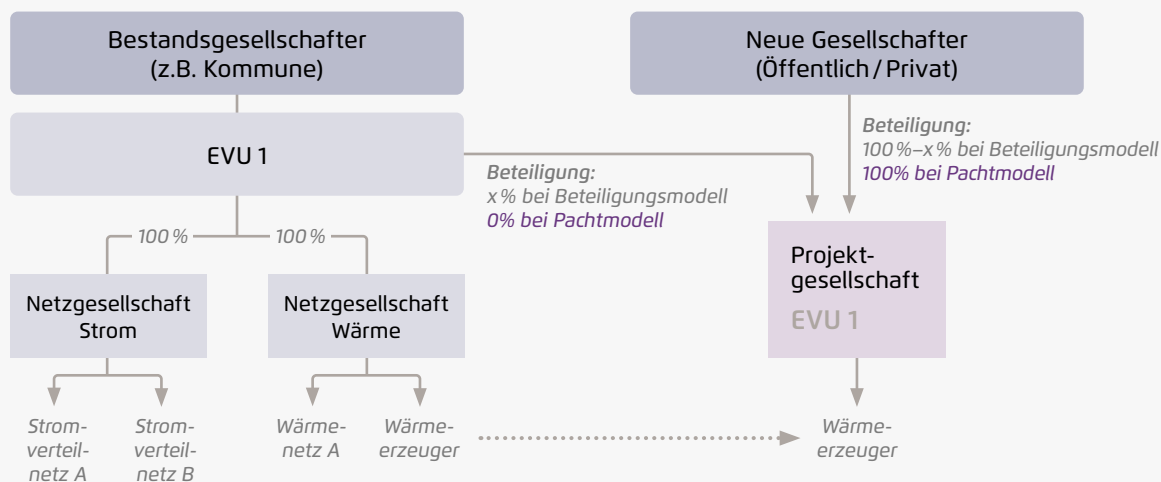 Bestandsgesellschafter
(z.B. Kommune)
Neue Gesellschafter
(Öffentlich / Privat)
EVU 1
Beteiligung:
x % bei Beteiligungsmodell
0% bei Pachtmodell
Beteiligung:
100 %–x % bei Beteiligungsmodell
100% bei Pachtmodell
100 %
100 %
Netzgesellschaft
Strom
Netzgesellschaft
Wärme
Projekt-
gesellschaft
EVU 1
Strom-
verteil-
netz A
Strom-
verteil-
netz B
Wärme-
netz A
Wärme-
erzeuger
Wärme-
erzeuger